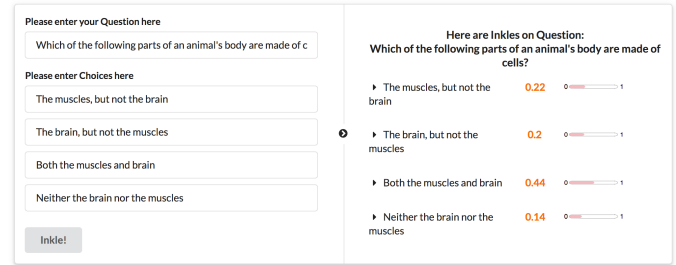 Please enter your Question here
Which of the following parts of an animal's body are made of c
Please enter Choices here
The muscles, but not the brain
The brain, but not the muscles
Both the muscles and brain
Neither the brain nor the muscles
Inkle!
Here are Inkles on Question:
Which of the following parts of an animal's body are made of
cells?
The muscles, but not the 0.22 0 1
brain
The brain, but not the 0.2 0 1
muscles
Both the muscles and brain 0.44 0 1
Neither the brain nor the 0.14 0 1
muscles